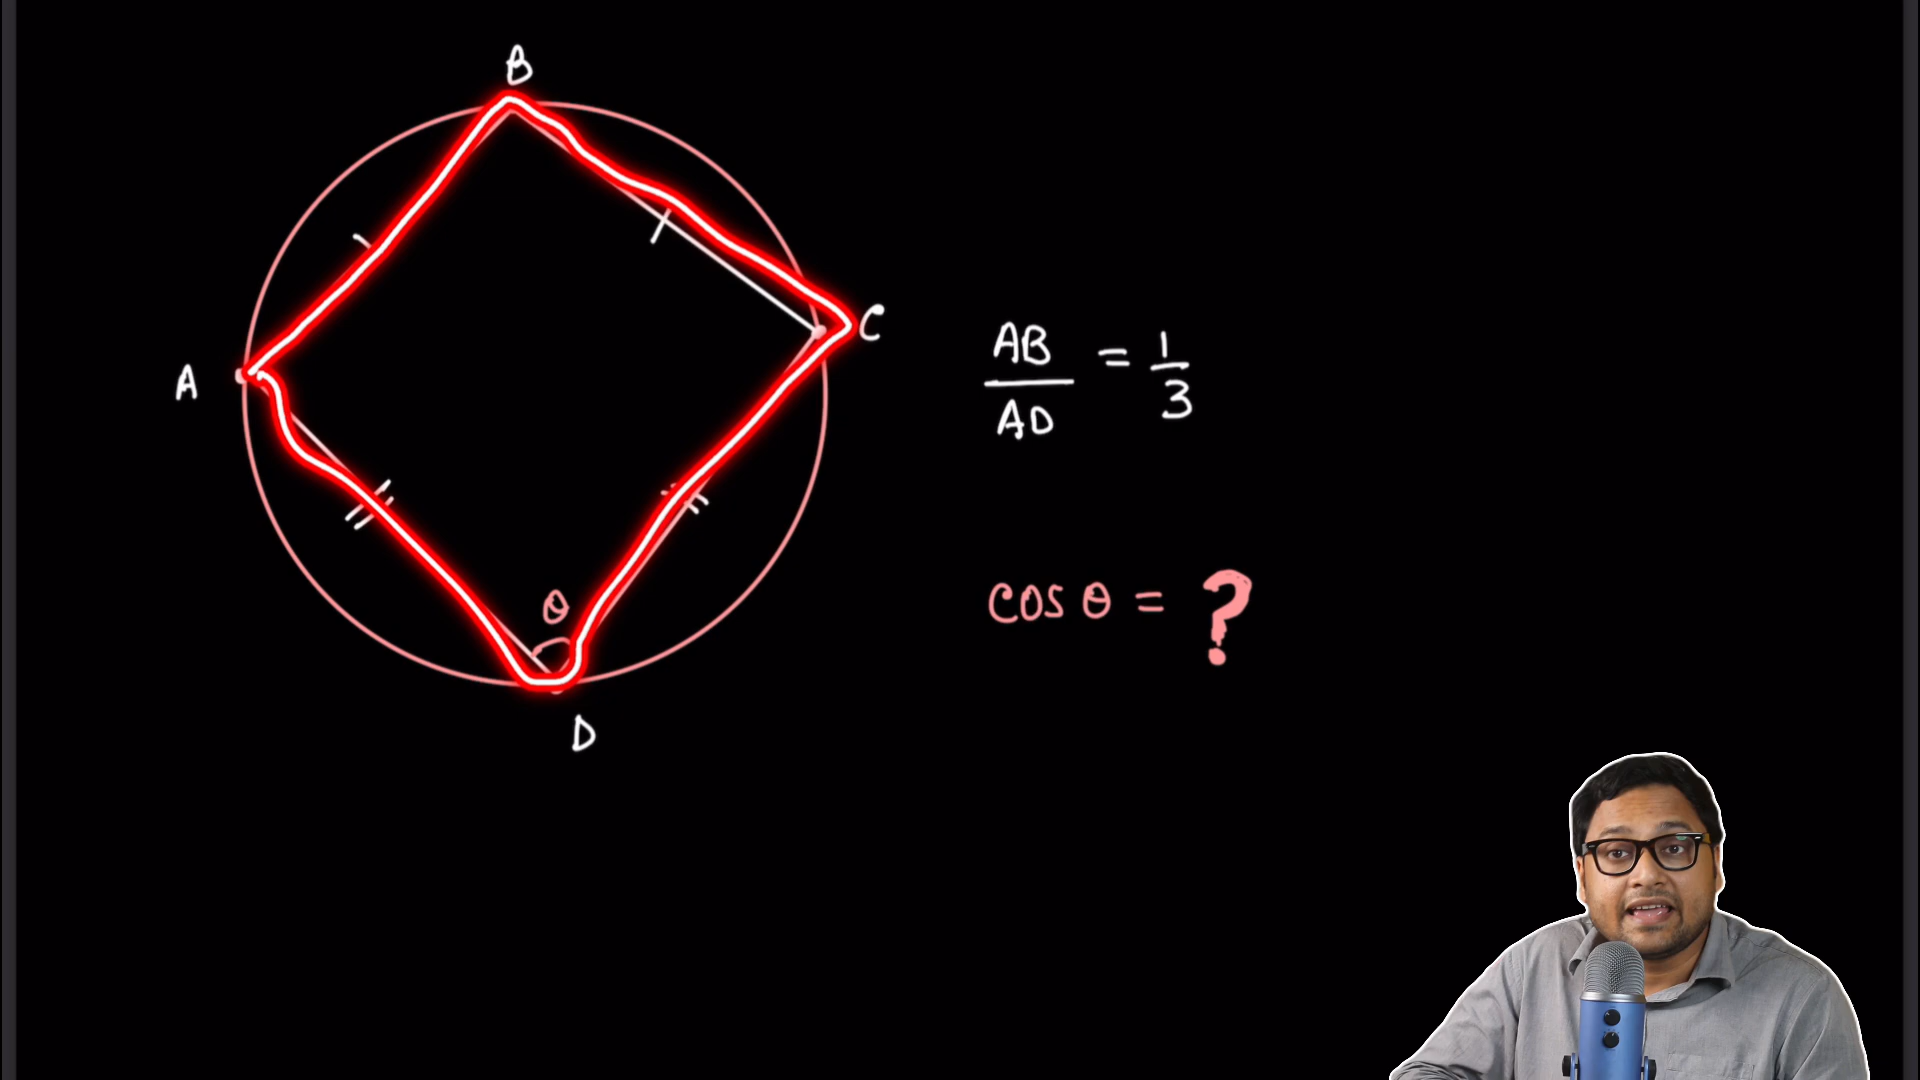 B
C
A
AB
AD
= 1
3
θ
cos θ = ?
D